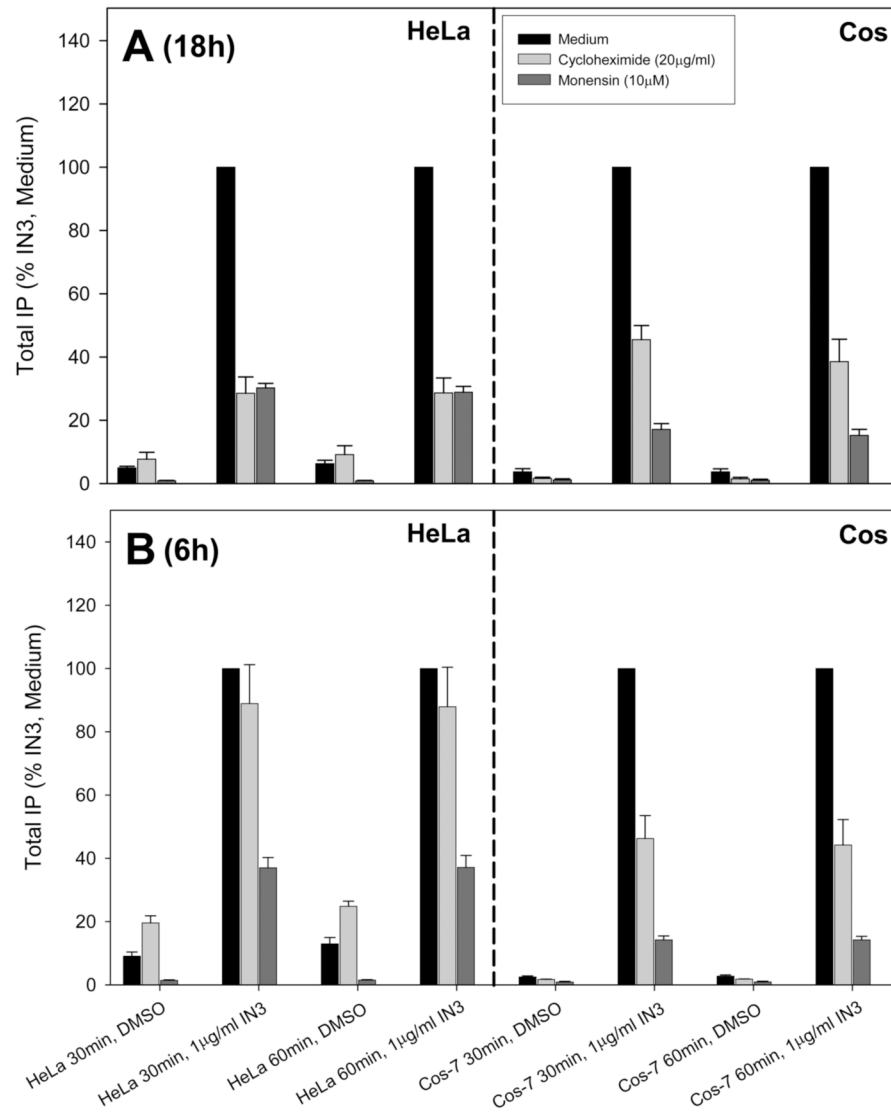 A (18h)
HeLa
Cos
Medium
Cycloheximide (20μg/ml)
Monensin (10μM)
Total IP (% IN3, Medium)
140
120
100
80
60
40
20
0
B (6h)
HeLa
Cos
Total IP (% IN3, Medium)
140
120
100
80
60
40
20
0
HeLa 30min, DMSO
HeLa 30min, 1μg/ml IN3
HeLa 60min, DMSO
HeLa 60min, 1μg/ml IN3
Cos-7 30min, DMSO
Cos-7 30min, 1μg/ml IN3
Cos-7 60min, DMSO
Cos-7 60min, 1μg/ml IN3